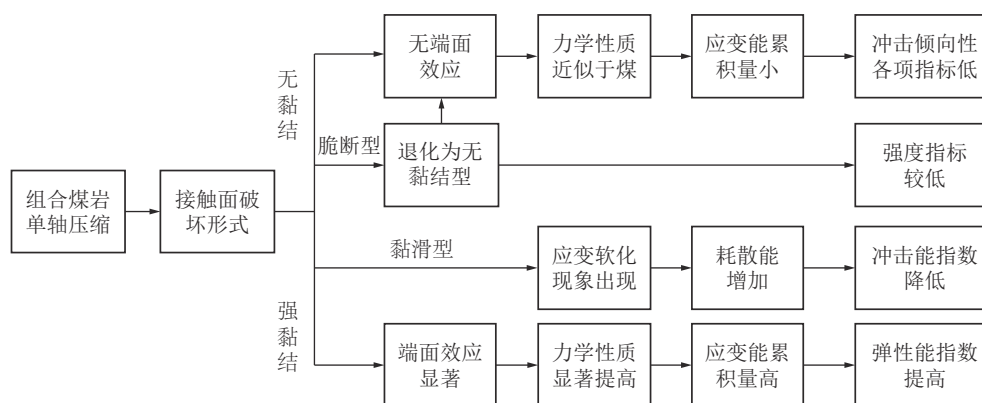 无端面
效应
力学性质
近似于煤
应变能累
积量小
冲击倾向性
各项指标低
无
黏
结
脆断型
退化为无
黏结型
强度指标
较低
组合煤岩
单轴压缩
接触面破
坏形式
黏滑型
应变软化
现象出现
耗散能
增加
冲击能指数
降低
强
黏
结
端面效应
显著
力学性质
显著提高
应变能累
积量高
弹性能指数
提高